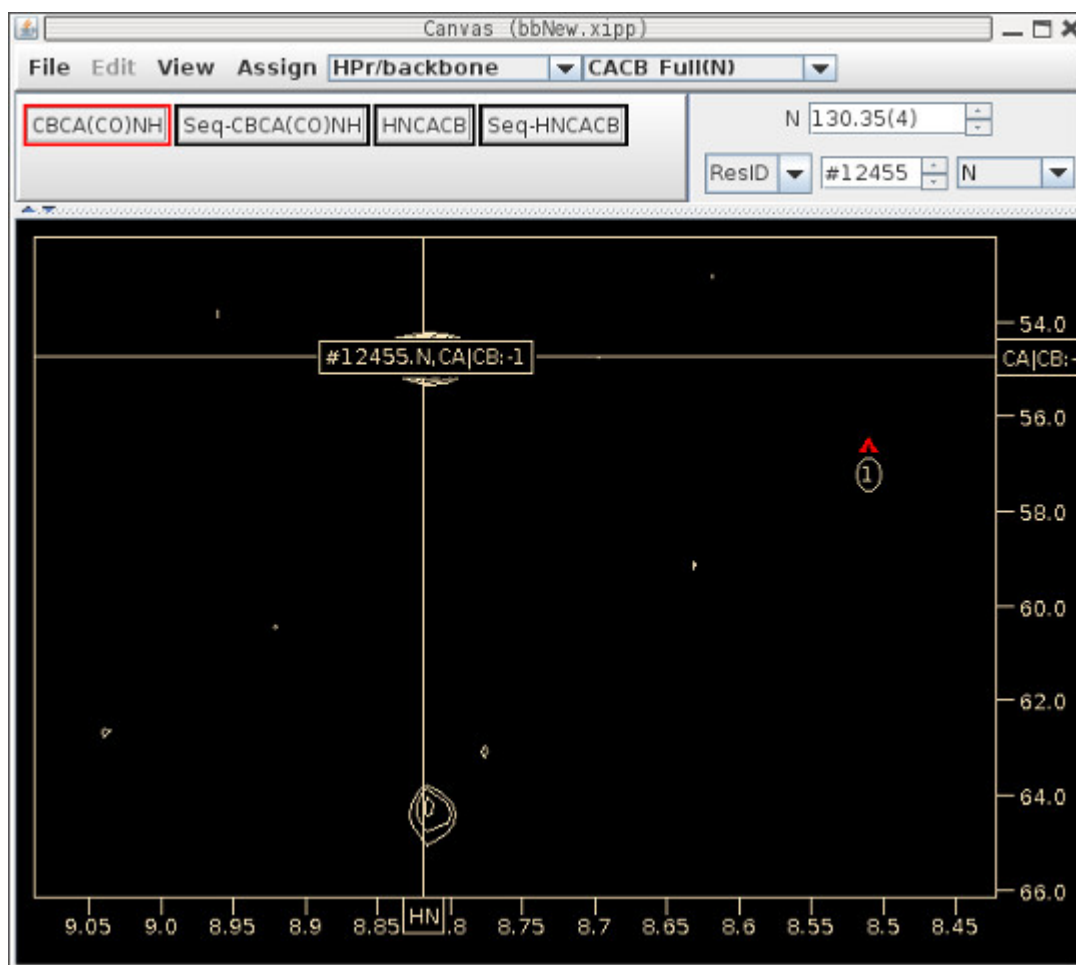 Canvas (bbNew.xipp)
File Edit View Assign HPr/backbone CACB Full(N)
CBCA(CO)NH Seq-CBCA(CO)NH HNCACB Seq-HNCACB
N 130.35(4)
ResID #12455 N
54.0
#12455.N,CA|CB:-1
CA|CB:-
56.0
1
58.0
60.0
62.0
64.0
66.0
9.05 9.0 8.95 8.9 8.85 HN .8 8.75 8.7 8.65 8.6 8.55 8.5 8.45